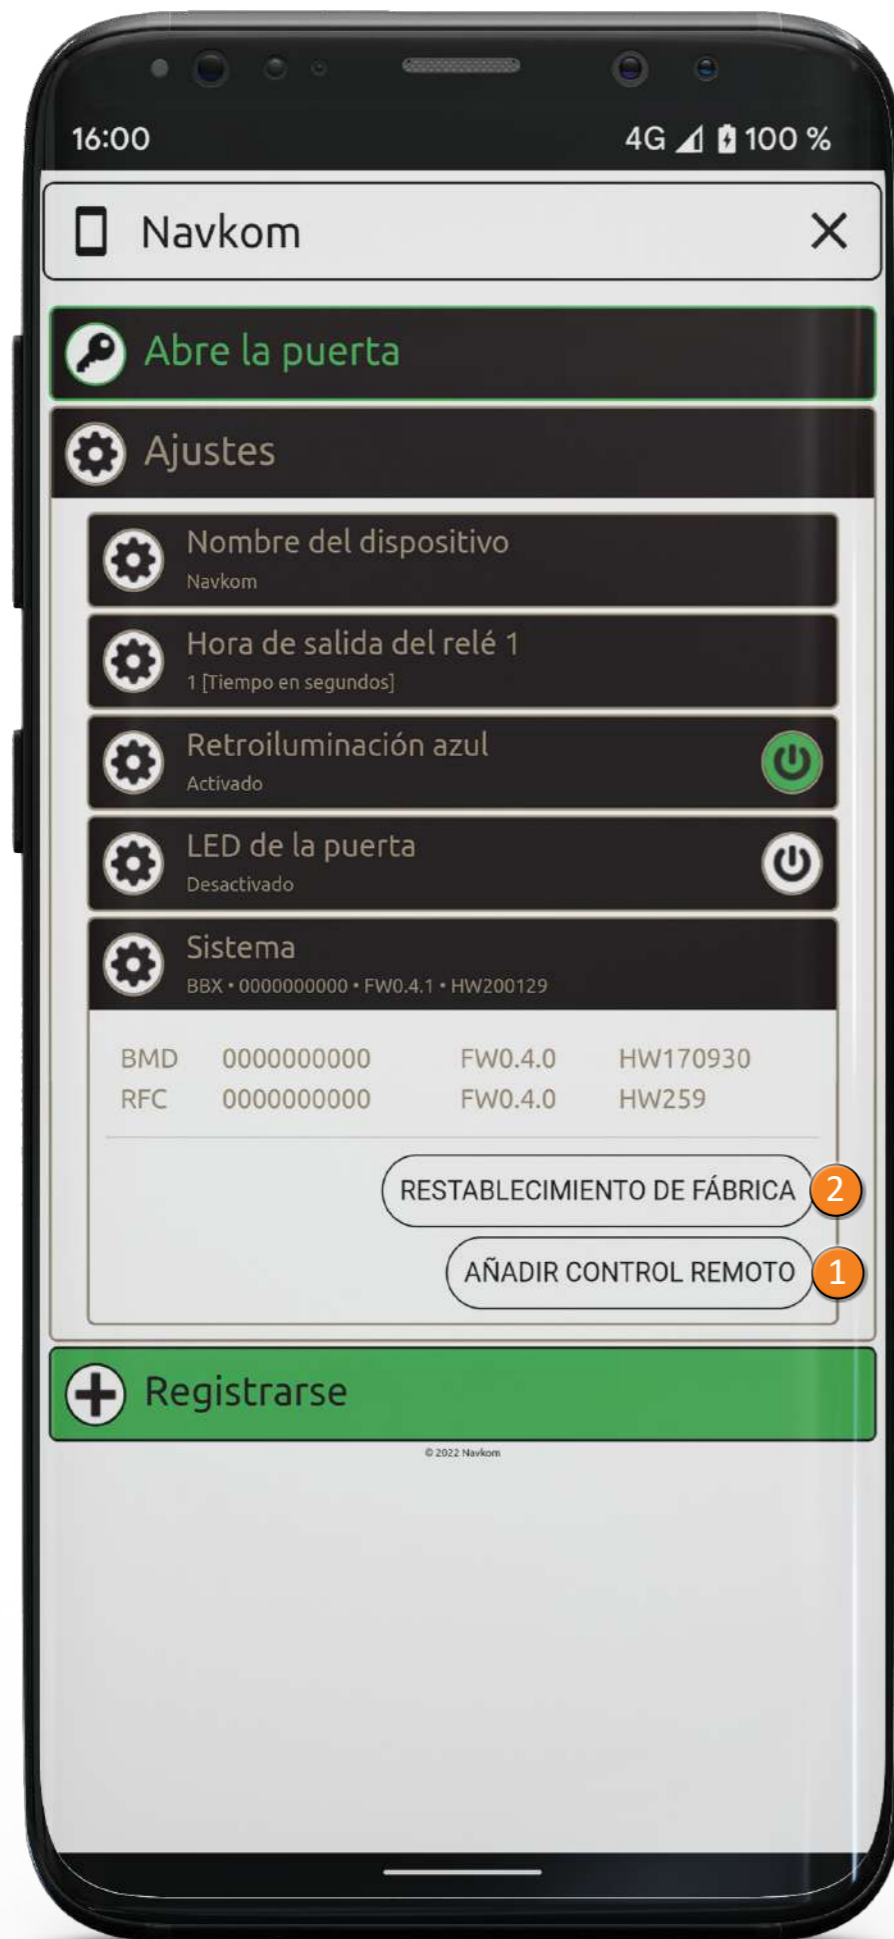 16:00 4G 100 %
Navkom
Abre la puerta
Ajustes
Nombre del dispositivo
Navkom
Hora de salida del relé 1
1 [Tiempo en segundos]
Retroiluminación azul
Activado
LED de la puerta
Desactivado
Sistema
BBX • 0000000000 • FW0.4.1 • HW200129
BMD 0000000000 FW0.4.0 HW170930
RFC 0000000000 FW0.4.0 HW259
RESTABLECIMIENTO DE FÁBRICA 2
AÑADIR CONTROL REMOTO 1
Registrarse
© 2022 Navkom